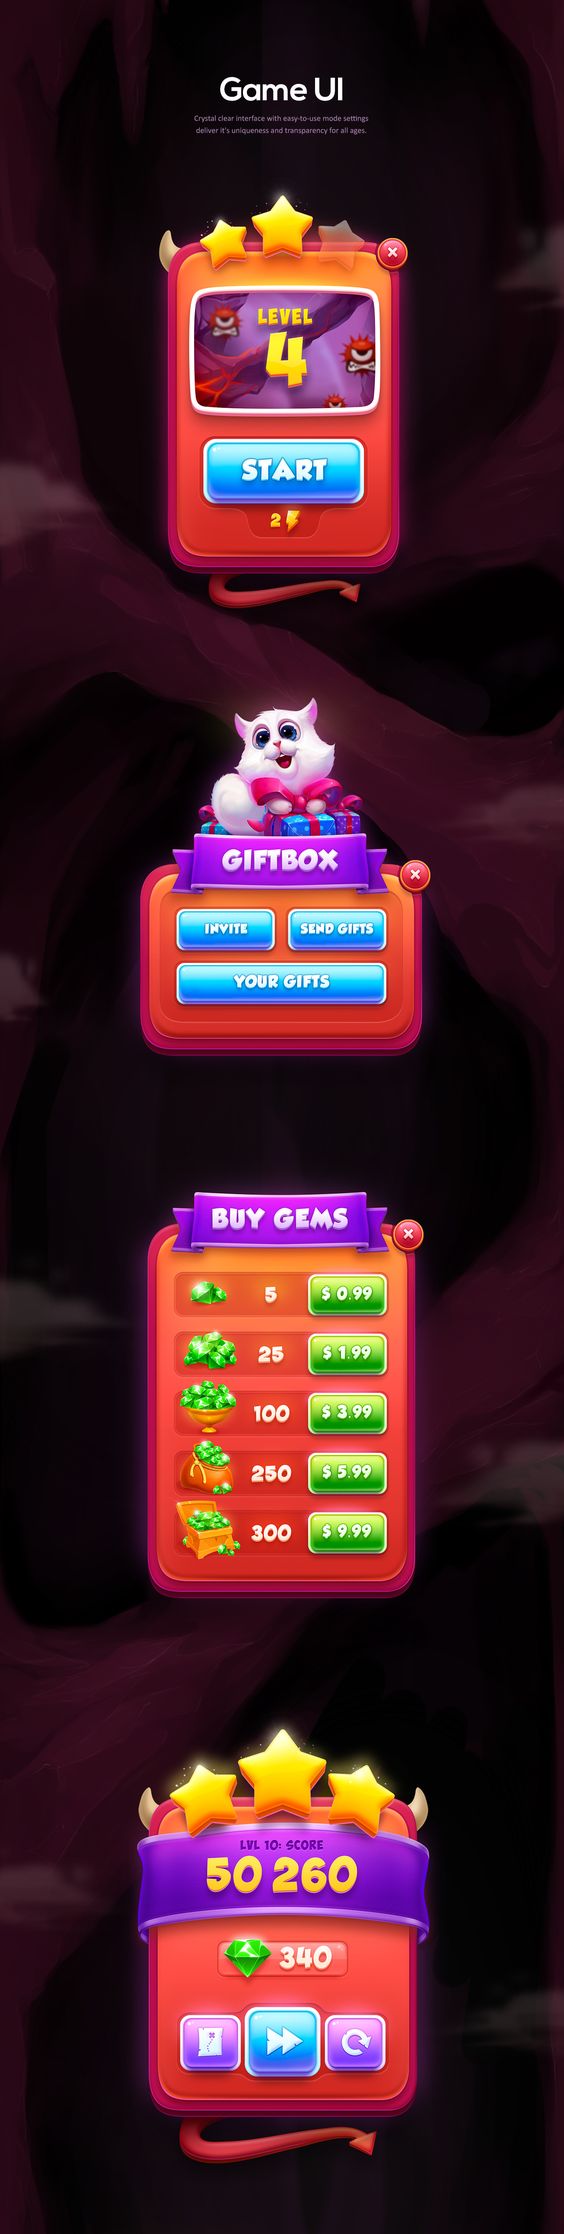 Game UI
Crystal clear interface with easy-to-use mode settings
deliver it's uniqueness and transparency for all ages.
LEVEL
4
START
2
GIFTBOX
INVITE
SEND GIFTS
YOUR GIFTS
BUY GEMS
5
$ 0.99
25
$ 1.99
100
$ 3.99
250
$ 5.99
300
$ 9.99
LVL 10: SCORE
50 260
340